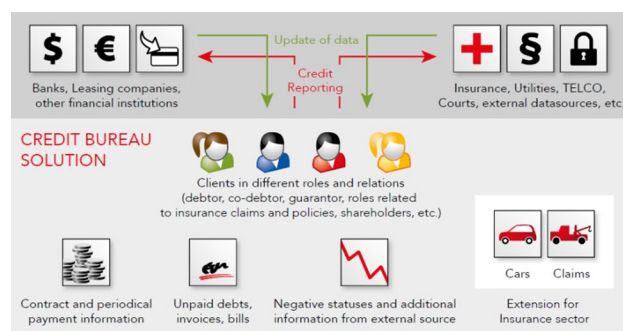 $ €
§
Update of data
Credit
Reporting
Banks, Leasing companies,
other financial institutions
Insurance, Utilities, TELCO,
Courts, external datasources, etc
CREDIT BUREAU
SOLUTION
Clients in different roles and relations
(debtor, co-debtor, guarantor, roles related
to insurance claims and policies, shareholders, etc.)
Cars Claims
Contract and periodical
payment information
Unpaid debts,
invoices, bills
Negative statuses and additional
information from external source
Extension for
Insurance sector